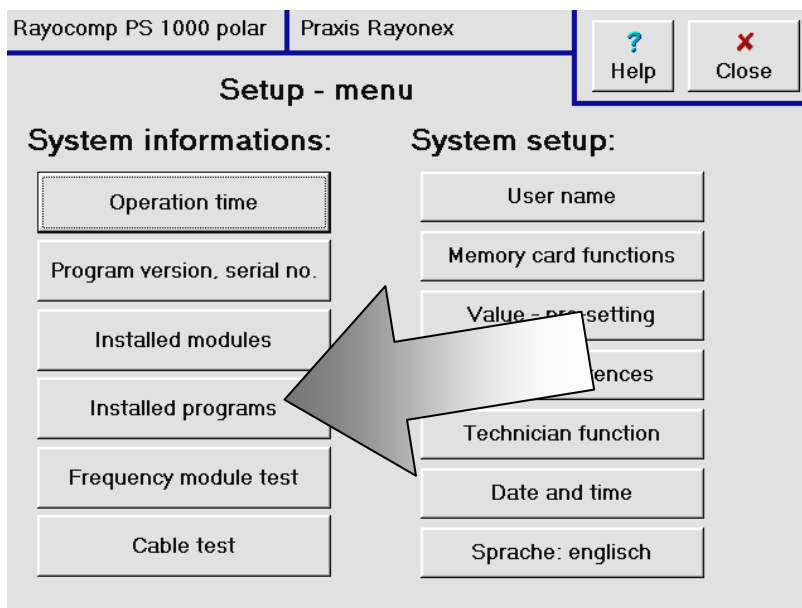 Rayocomp PS 1000 polar
Praxis Rayonex
? Help
X Close
Setup - menu
System informations:
Operation time
Program version, serial no.
Installed modules
Installed programs
Frequency module test
Cable test
System setup:
User name
Memory card functions
Value - pre-setting
Technician function
Date and time
Sprache: englisch